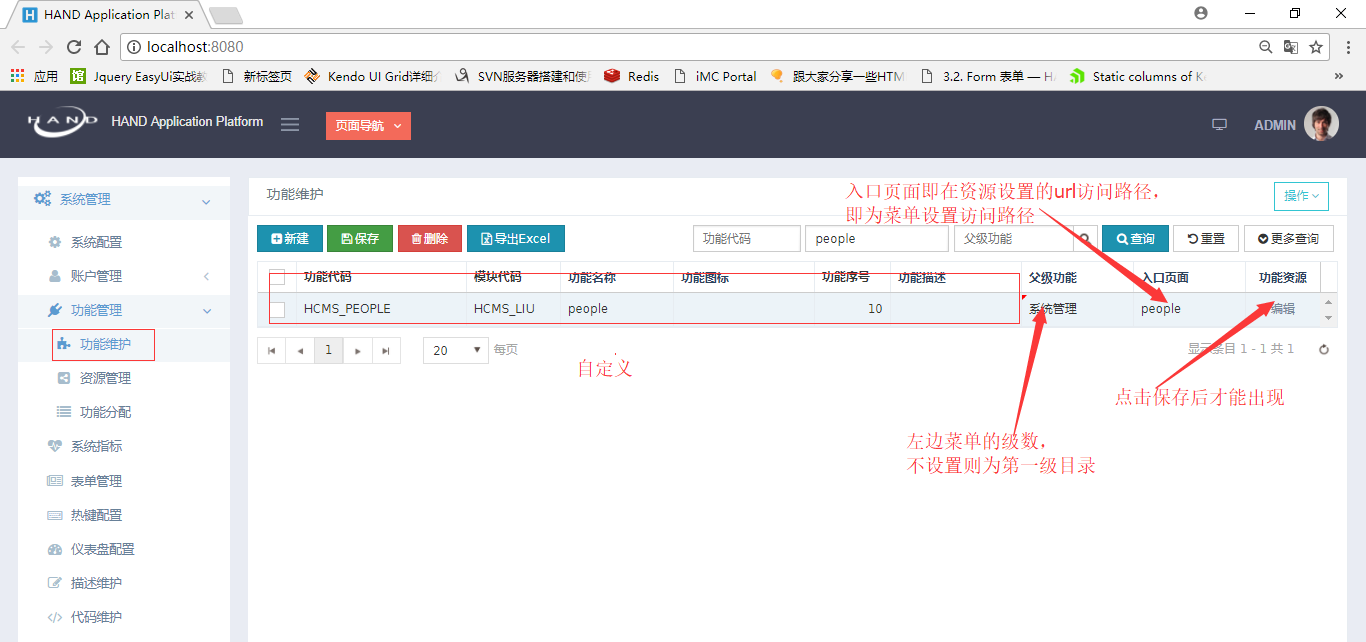 HAND Application Plat
localhost:8080
应用 Jquery EasyUi实战教 新标签页 Kendo UI Grid详细介 SVN服务器搭建和使用 Redis iMC Portal 跟大家分享一些HTM 3.2. Form 表单 — HA Static columns of Ke »
HAND HAND Application Platform 页面导航 ADMIN
系统管理
系统配置
账户管理
功能管理
功能维护
资源管理
功能分配
系统指标
表单管理
热键配置
仪表盘配置
描述维护
代码维护
功能维护
操作
入口页面即在资源设置的url访问路径，
即为菜单设置访问路径
新建 保存 删除 导出Excel 功能代码 people 父级功能 查询 重置 更多查询
功能代码 模块代码 功能名称 功能图标 功能序号 功能描述 父级功能 入口页面 功能资源
HCMS_PEOPLE HCMS_LIU people 10 系统管理 people 编辑
1 20 每页 显示条目 1 - 1 共 1
自定义
点击保存后才能出现
左边菜单的级数，
不设置则为第一级目录